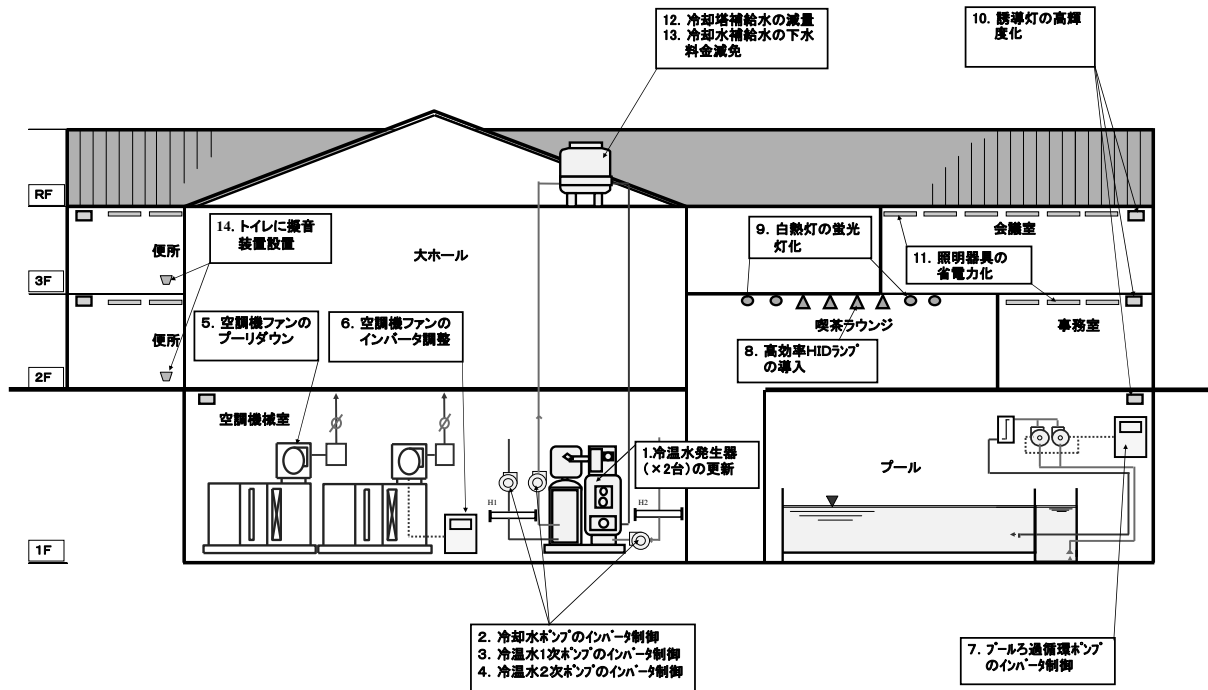 12. 冷却塔補給水の減量
13. 冷却水補給水の下水
料金減免
10. 誘導灯の高輝
度化
RF
14. トイレに擬音
装置設置
便所
大ホール
9. 白熱灯の蛍光
灯化
会議室
11. 照明器具の
省電力化
3F
5. 空調機ファンの
プーリダウン
6. 空調機ファンの
インバータ調整
便所
喫茶ラウンジ
事務室
8. 高効率HIDランプ
の導入
2F
空調機械室
1.冷温水発生器
(×2台)の更新
プール
H1
H2
1F
2. 冷却水ポンプのインバータ制御
3. 冷温水1次ポンプのインバータ制御
4. 冷温水2次ポンプのインバータ制御
7. プールろ過循環ポンプ
のインバータ制御